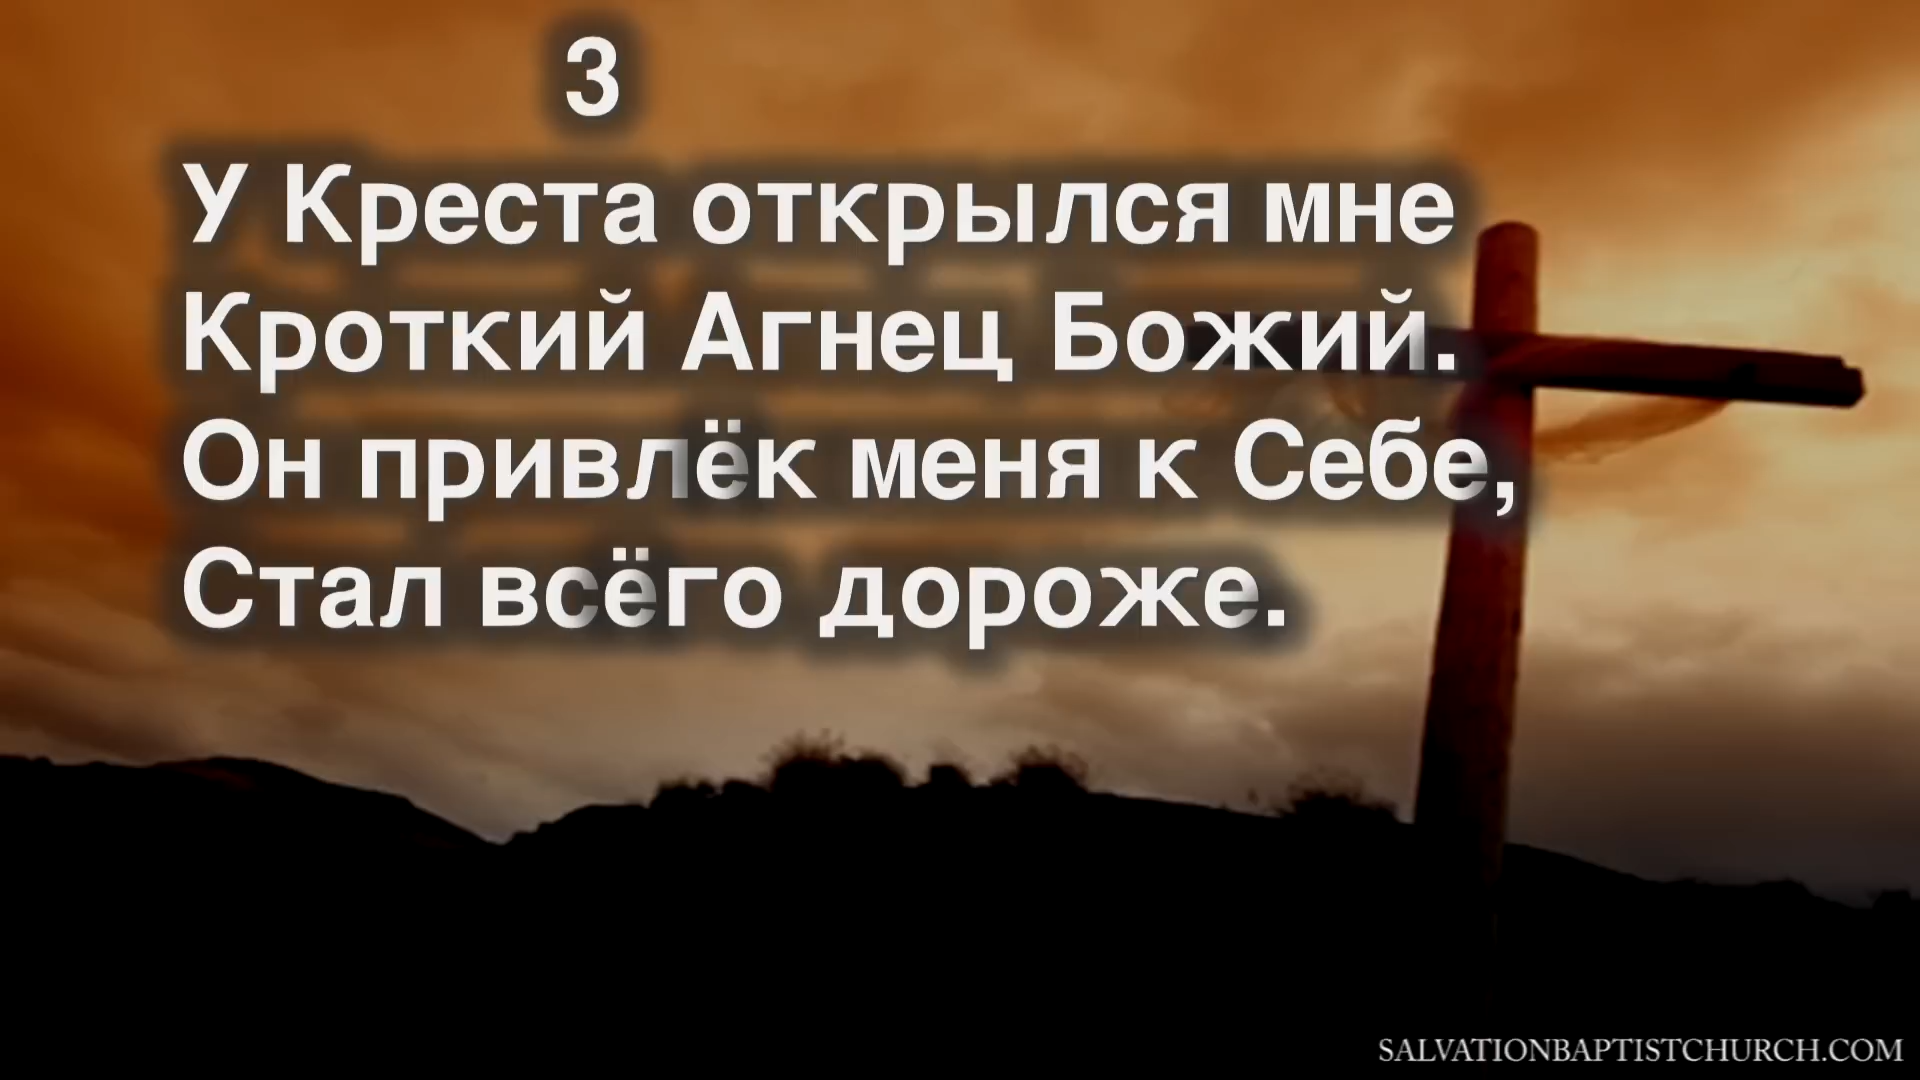 3
У Креста открылся мне
Кроткий Агнец Божий.
Он привлёк меня к Себе,
Стал всёго дороже.
SALVATIONBAPTISTCHURCH.COM